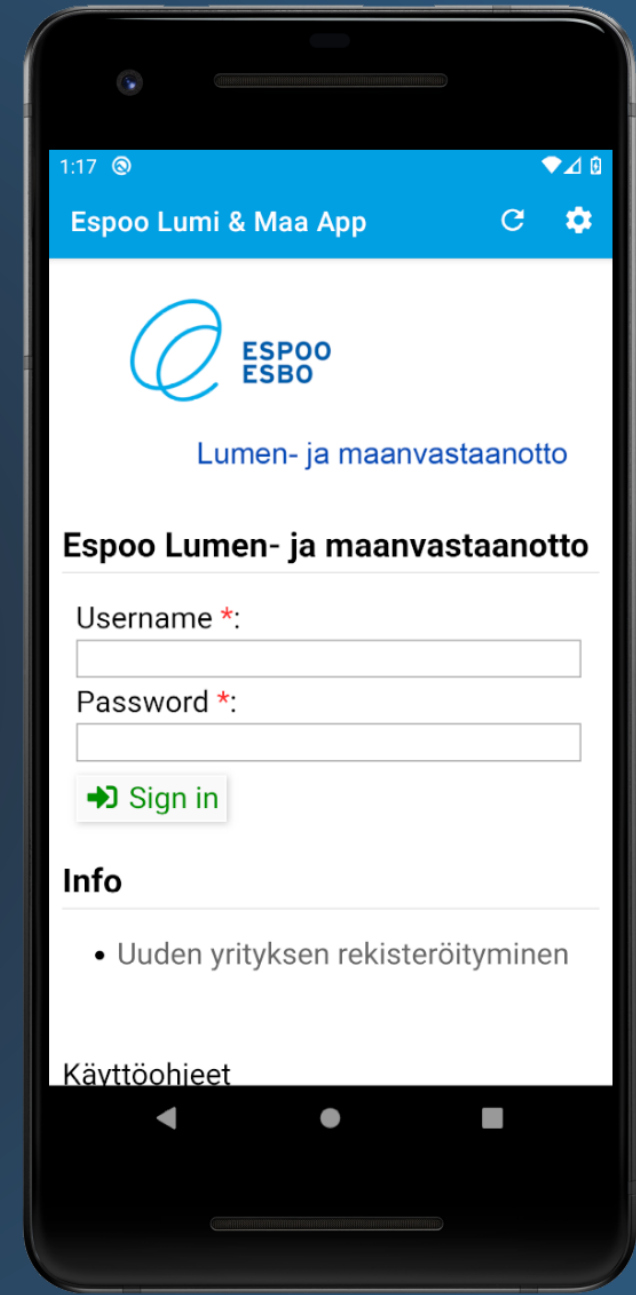 1:17
Espoo Lumi & Maa App
ESPOO
ESBO
Lumen- ja maanvastaanotto
Espoo Lumen- ja maanvastaanotto
Username *:
Password *:
Sign in
Info
• Uuden yrityksen rekisteröityminen
Käyttöohjeet